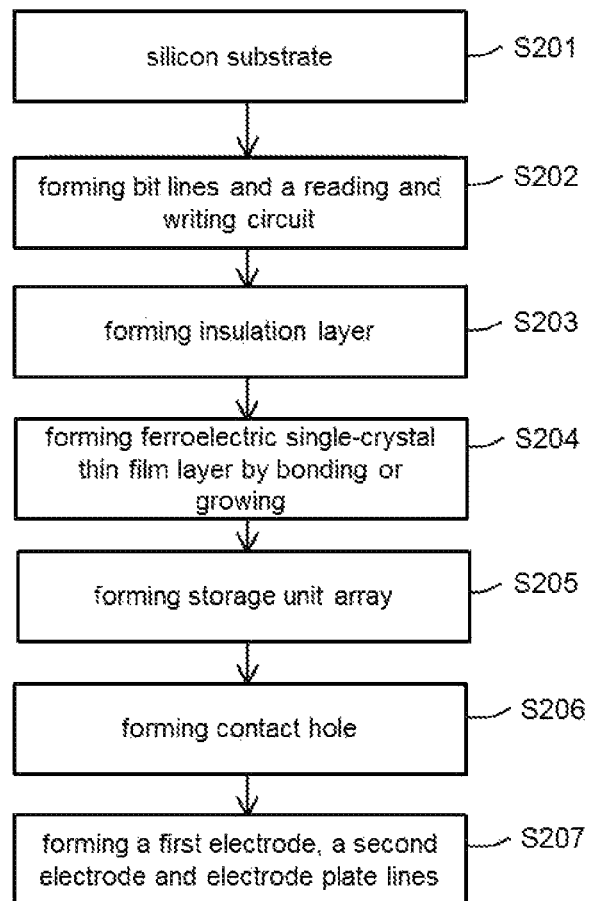 silicon substrate
S201
forming bit lines and a reading and
writing circuit
S202
forming insulation layer
S203
forming ferroelectric single-crystal
thin film layer by bonding or
growing
S204
forming storage unit array
S205
forming contact hole
S206
forming a first electrode, a second
electrode and electrode plate lines
S207